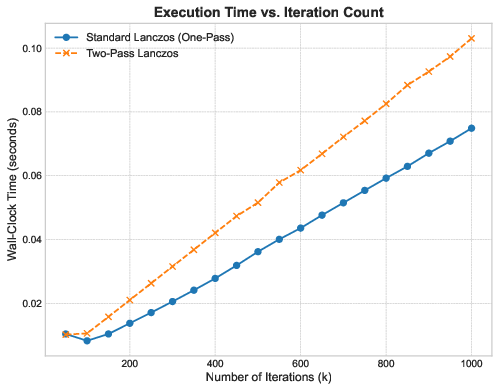 Execution Time vs. Iteration Count
Standard Lanczos (One-Pass)
Two-Pass Lanczos
Wall-Clock Time (seconds)
0.10
0.08
0.06
0.04
0.02
200
400
600
800
1000
Number of Iterations (k)